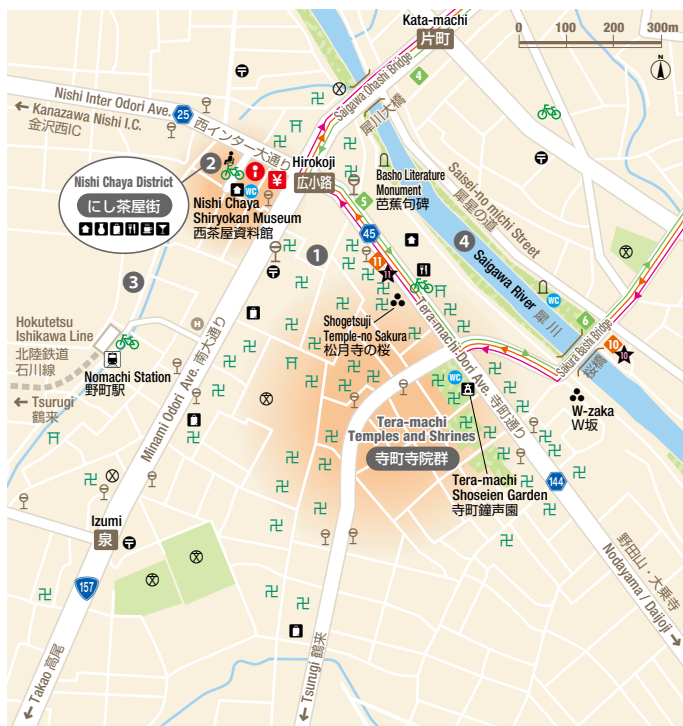 Kata-machi
片町
0 100 200 300m
N
Saigawa Ohashi Bridge
犀川大橋
4
Nishi Inter Odori Ave.
西インター大通り
25
Kanazawa Nishi I.C.
金沢西IC
2
Nishi Chaya District
にし茶屋街
WC
¥
Hirokoji
広小路
Nishi Chaya
Shiryokan Museum
西茶屋資料館
Basho Literature
Monument
芭蕉句碑
5
45
Saisei-no michi Street
犀星の道
4
Saigawa River
犀川
WC
6
1
11
11
3
Hokutetsu
Ishikawa Line
北陸鉄道
石川線
Tsurugi
鶴来
H
Nomachi Station
野町駅
Minami Odori Ave. 南大通り
Shogetsuji
Temple-no Sakura
松月寺の桜
Tera-machi-Dori Ave. 寺町通り
Sakura Bashi Bridge
桜橋
10
10
W-zaka
W坂
WC
Tera-machi
Temples and Shrines
寺町寺院群
Tera-machi
Shoseien Garden
寺町鐘声園
144
野田山・大乗寺
Nodayama / Daijoji
Izumi
泉
157
Takao 高尾
Tsurugi 鶴来